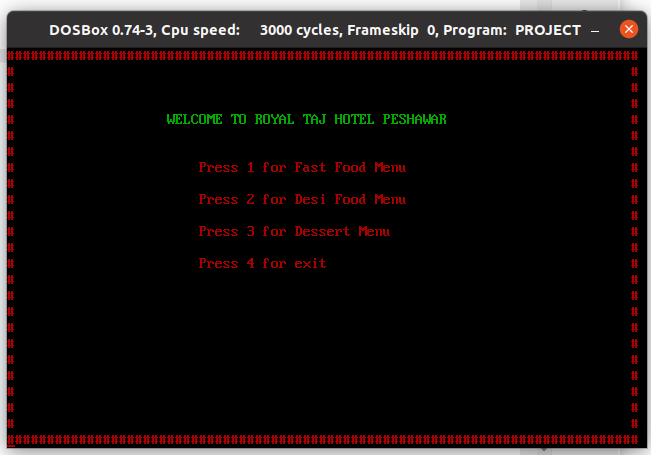 DOSBox 0.74-3, Cpu speed: 3000 cycles, Frameskip 0, Program: PROJECT
WELCOME TO ROYAL TAJ HOTEL PESHAWAR
Press 1 for Fast Food Menu
Press 2 for Desi Food Menu
Press 3 for Dessert Menu
Press 4 for exit